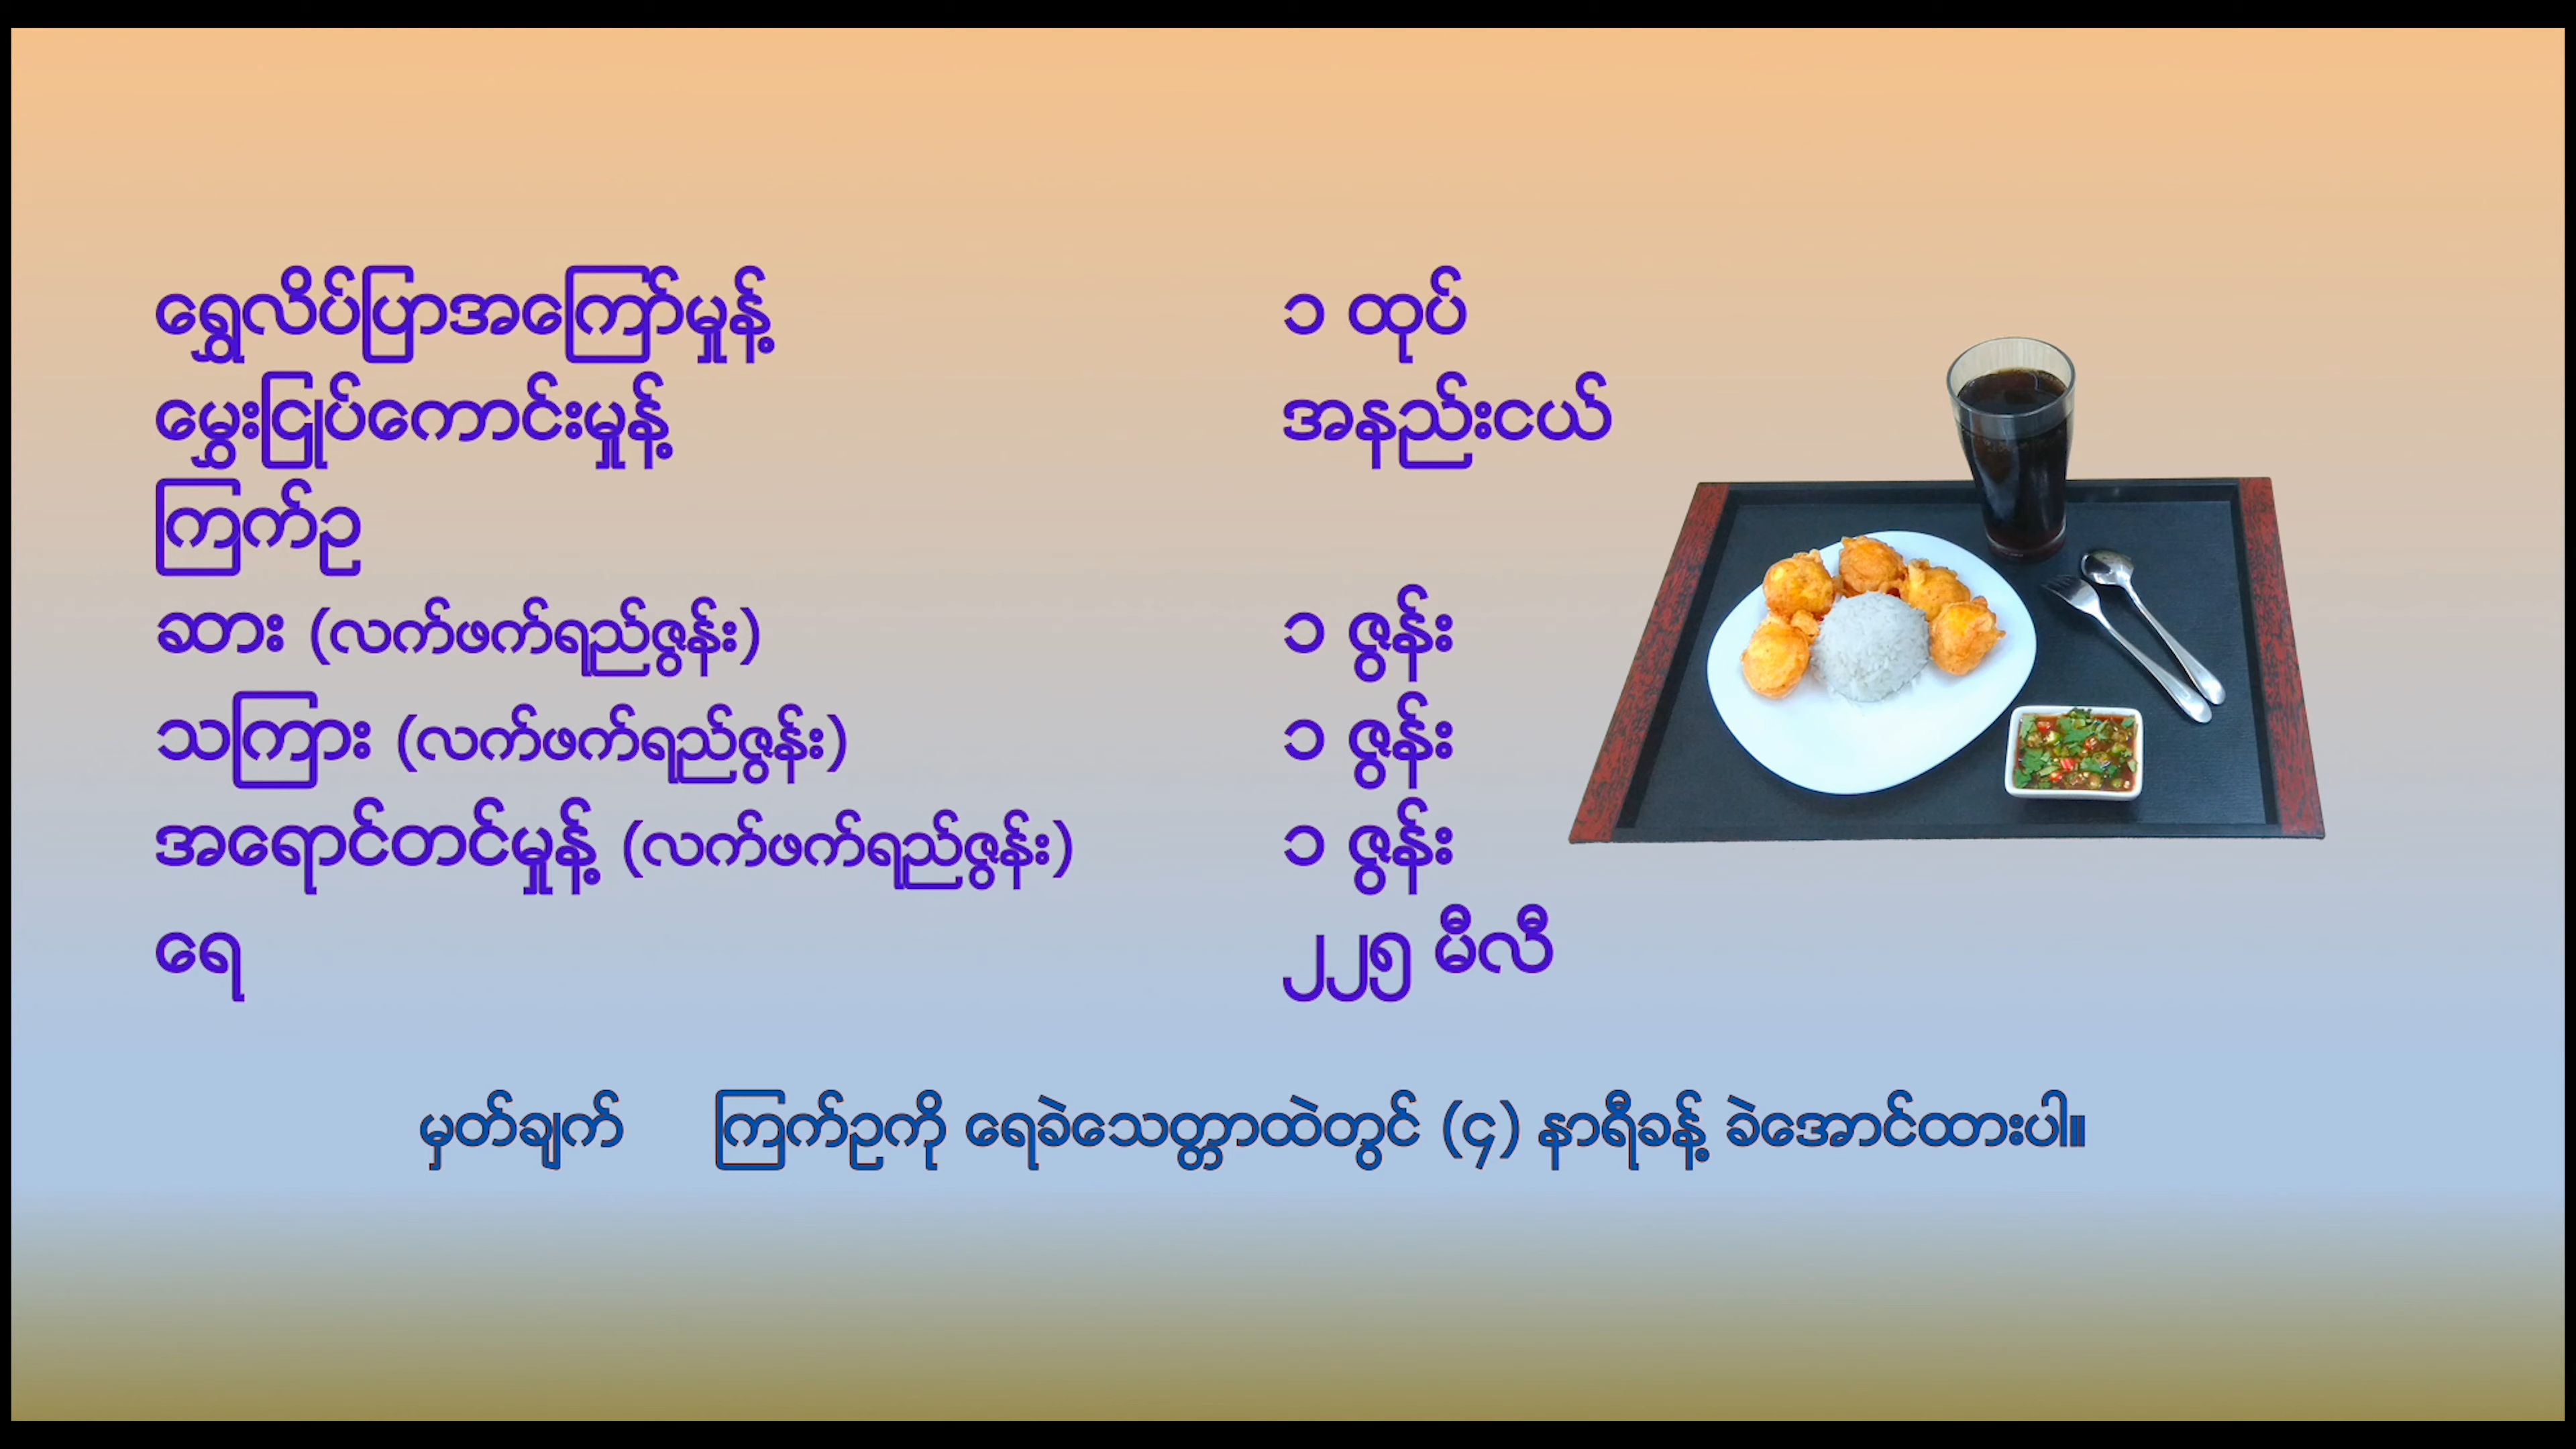 ရွှေလိပ်ပြာအကြော်မှုန့် ၁ ထုပ်
မွှေးငြုပ်ကောင်းမှုန့် အနည်းငယ်
ကြက်ဥ
ဆား (လက်ဖက်ရည်ဇွန်း) ၁ ဇွန်း
သကြား (လက်ဖက်ရည်ဇွန်း) ၁ ဇွန်း
အရောင်တင်မှုန့် (လက်ဖက်ရည်ဇွန်း) ၁ ဇွန်း
ရေ ၂၂၅ မီလီ
မှတ်ချက် ကြက်ဥကို ရေခဲသေတ္တာထဲတွင် (၄) နာရီခန့် ခဲအောင်ထားပါ။